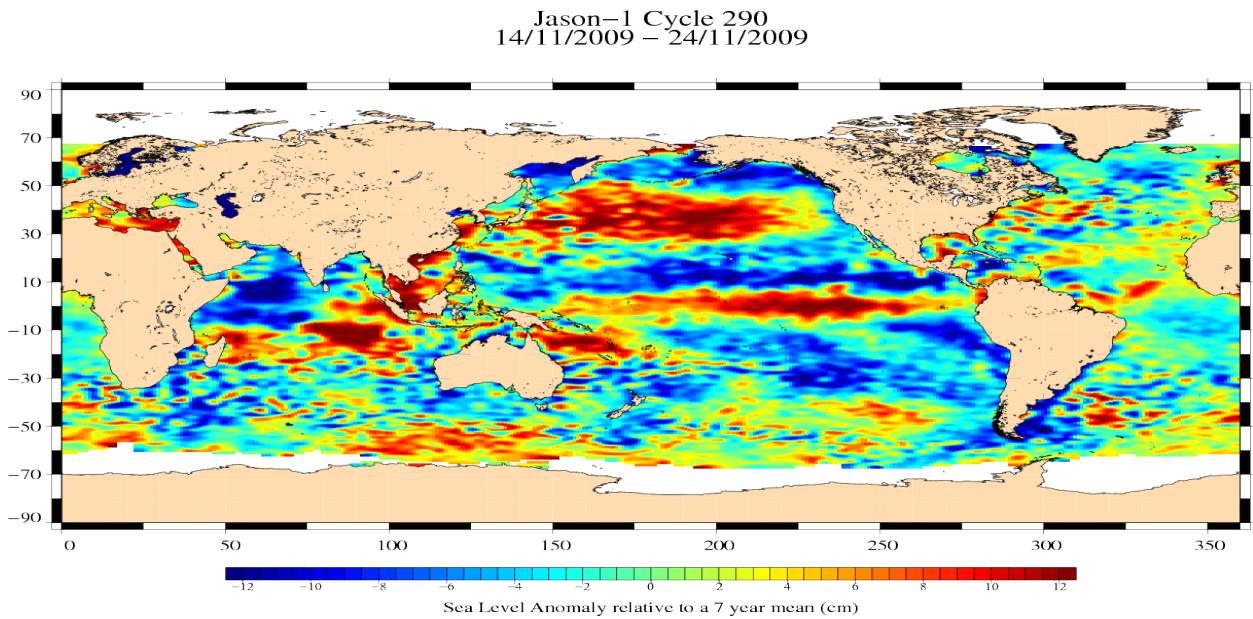 Jason−1 Cycle 290
14/11/2009 − 24/11/2009
90
70
50
30
10
−10
−30
−50
−70
−90
0 50 100 150 200 250 300 350
−12 −10 −8 −6 −4 −2 0 2 4 6 8 10 12
Sea Level Anomaly relative to a 7 year mean (cm)